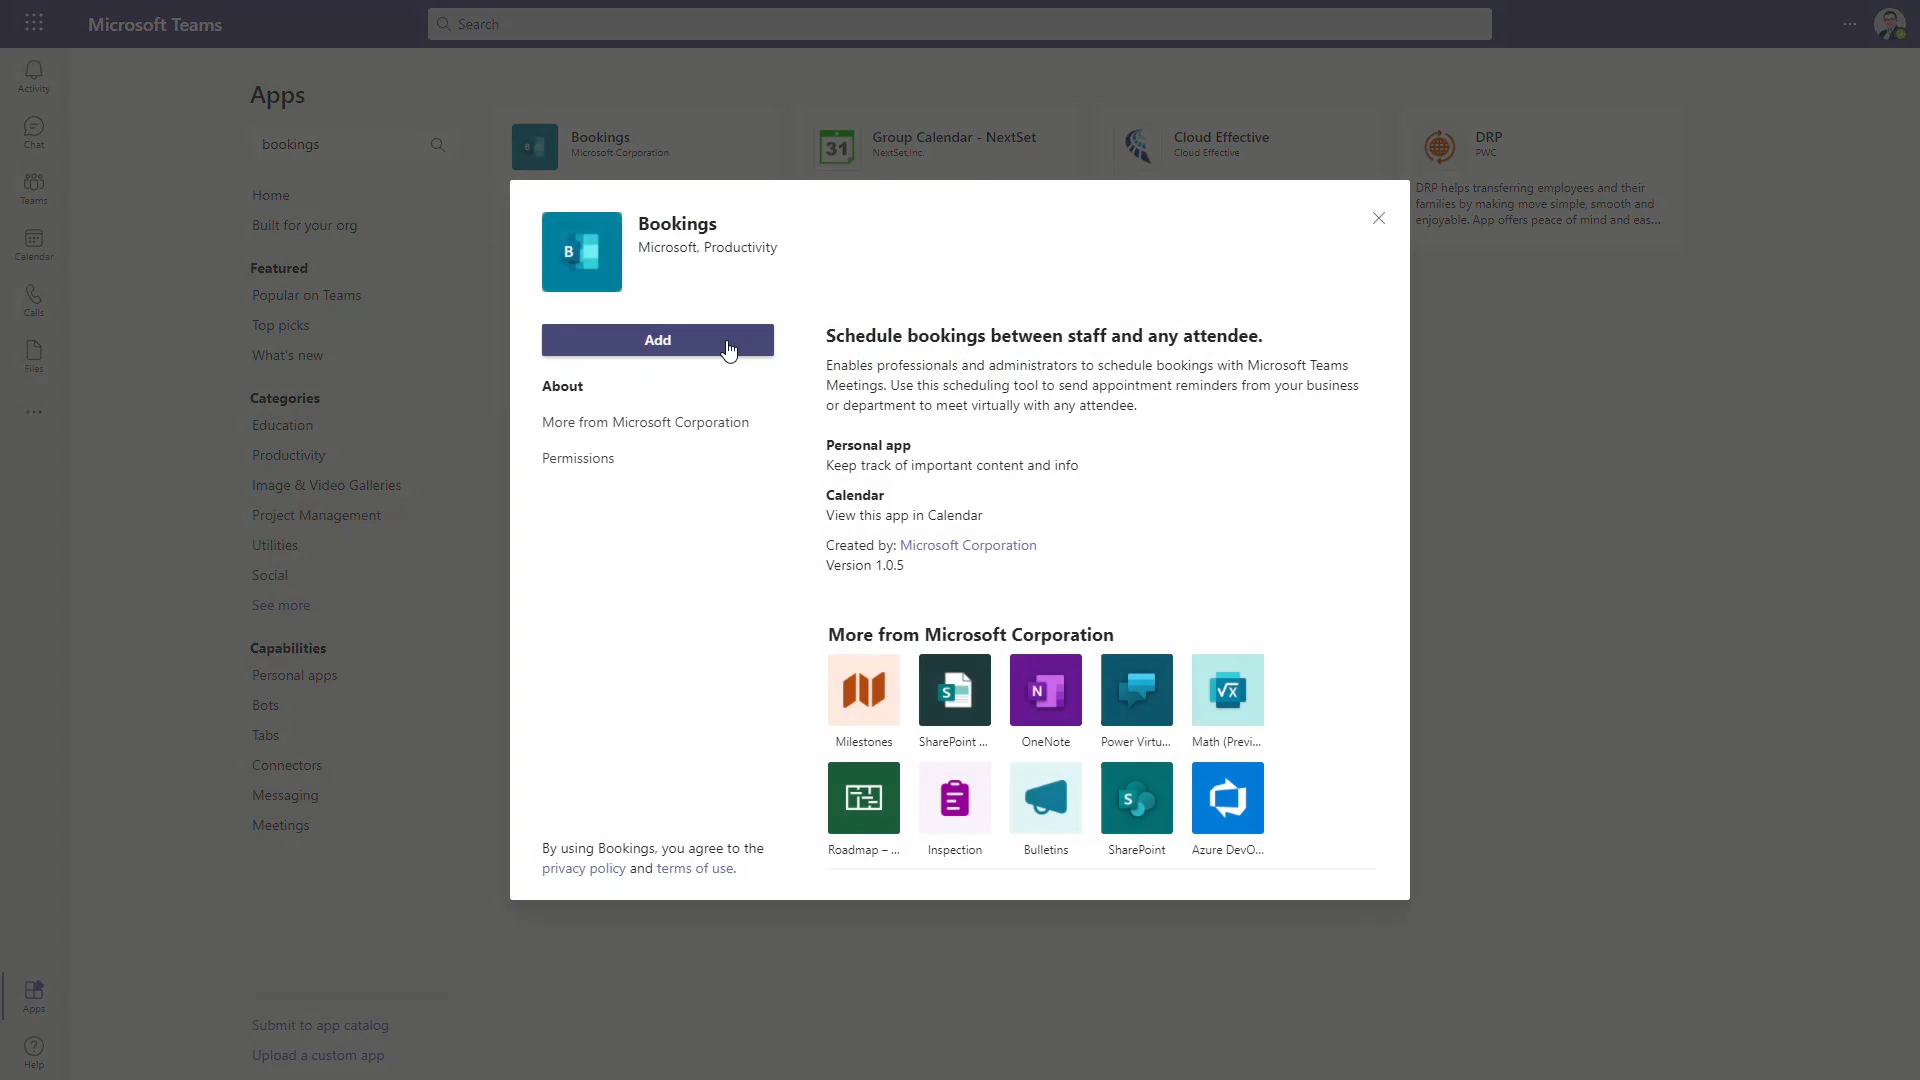 Microsoft Teams
Search
Activity
Chat
Teams
Calendar
Calls
Files
Apps
Help
Apps
bookings
Home
Built for your org
Featured
Popular on Teams
Top picks
What's new
Categories
Education
Productivity
Image & Video Galleries
Project Management
Utilities
Social
See more
Capabilities
Personal apps
Bots
Tabs
Connectors
Messaging
Meetings
Submit to app catalog
Upload a custom app
B
Bookings
Microsoft Corporation
31
Group Calendar - NextSet
NextSet,Inc.
Cloud Effective
Cloud Effective
DRP
PWC
DRP helps transferring employees and their
families by making move simple, smooth and
enjoyable. App offers peace of mind and eas...
B
Bookings
Microsoft, Productivity
Add
About
More from Microsoft Corporation
Permissions
By using Bookings, you agree to the
privacy policy and terms of use.
Schedule bookings between staff and any attendee.
Enables professionals and administrators to schedule bookings with Microsoft Teams
Meetings. Use this scheduling tool to send appointment reminders from your business
or department to meet virtually with any attendee.
Personal app
Keep track of important content and info
Calendar
View this app in Calendar
Created by: Microsoft Corporation
Version 1.0.5
More from Microsoft Corporation
S
N
√x
Milestones
SharePoint ...
OneNote
Power Virtu...
Math (Previ...
S
Roadmap – ...
Inspection
Bulletins
SharePoint
Azure DevO...